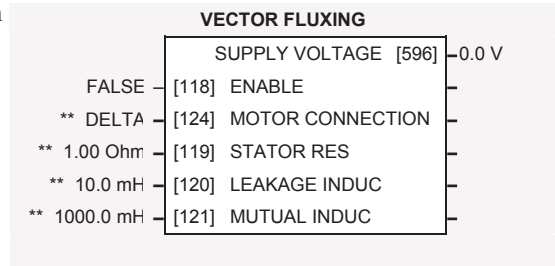 VECTOR FLUXING
SUPPLY VOLTAGE [596] 0.0 V
FALSE [118] ENABLE
** DELTA [124] MOTOR CONNECTION
** 1.00 Ohm [119] STATOR RES
** 10.0 mH [120] LEAKAGE INDUC
** 1000.0 mH [121] MUTUAL INDUC